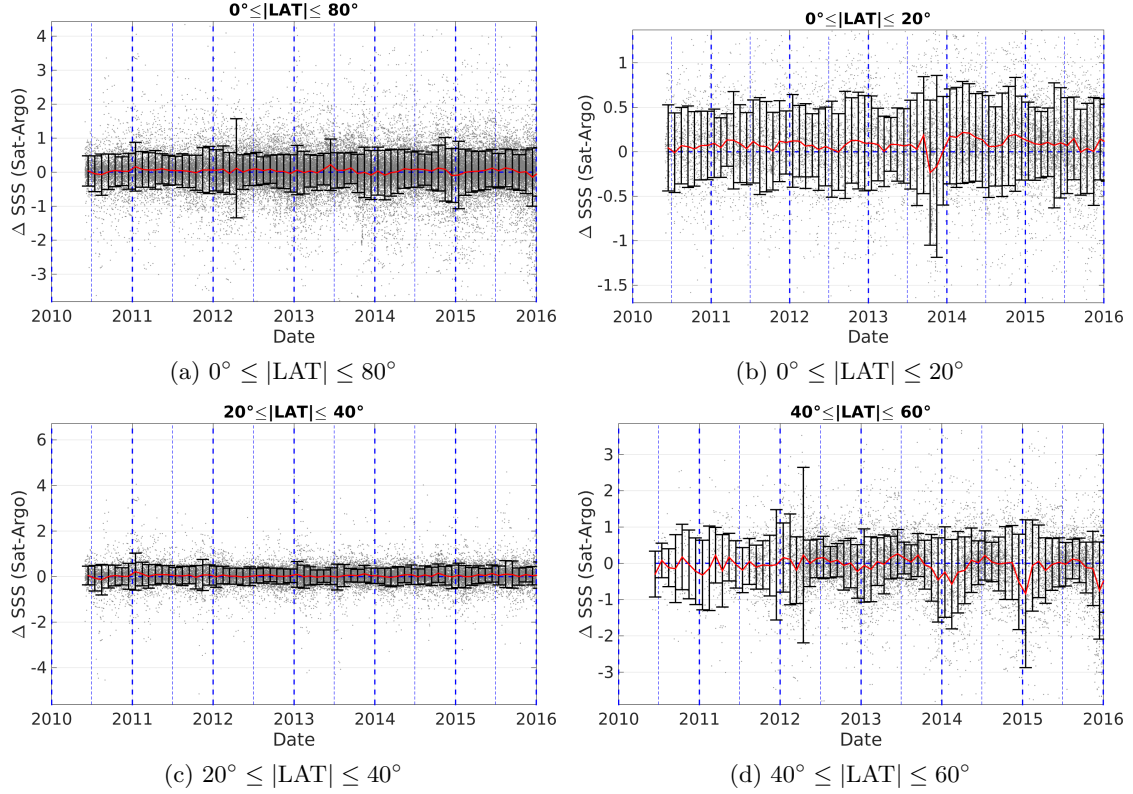 0°≤|LAT|≤ 80°
Δ SSS (Sat-Argo)
4
3
2
1
0
-1
-2
-3
2010 2011 2012 2013 2014 2015 2016
Date
(a) 0° ≤ |LAT| ≤ 80°
0°≤|LAT|≤ 20°
Δ SSS (Sat-Argo)
1
0.5
0
-0.5
-1
-1.5
2010 2011 2012 2013 2014 2015 2016
Date
(b) 0° ≤ |LAT| ≤ 20°
20°≤|LAT|≤ 40°
Δ SSS (Sat-Argo)
6
4
2
0
-2
-4
2010 2011 2012 2013 2014 2015 2016
Date
(c) 20° ≤ |LAT| ≤ 40°
40°≤|LAT|≤ 60°
Δ SSS (Sat-Argo)
3
2
1
0
-1
-2
-3
2010 2011 2012 2013 2014 2015 2016
Date
(d) 40° ≤ |LAT| ≤ 60°